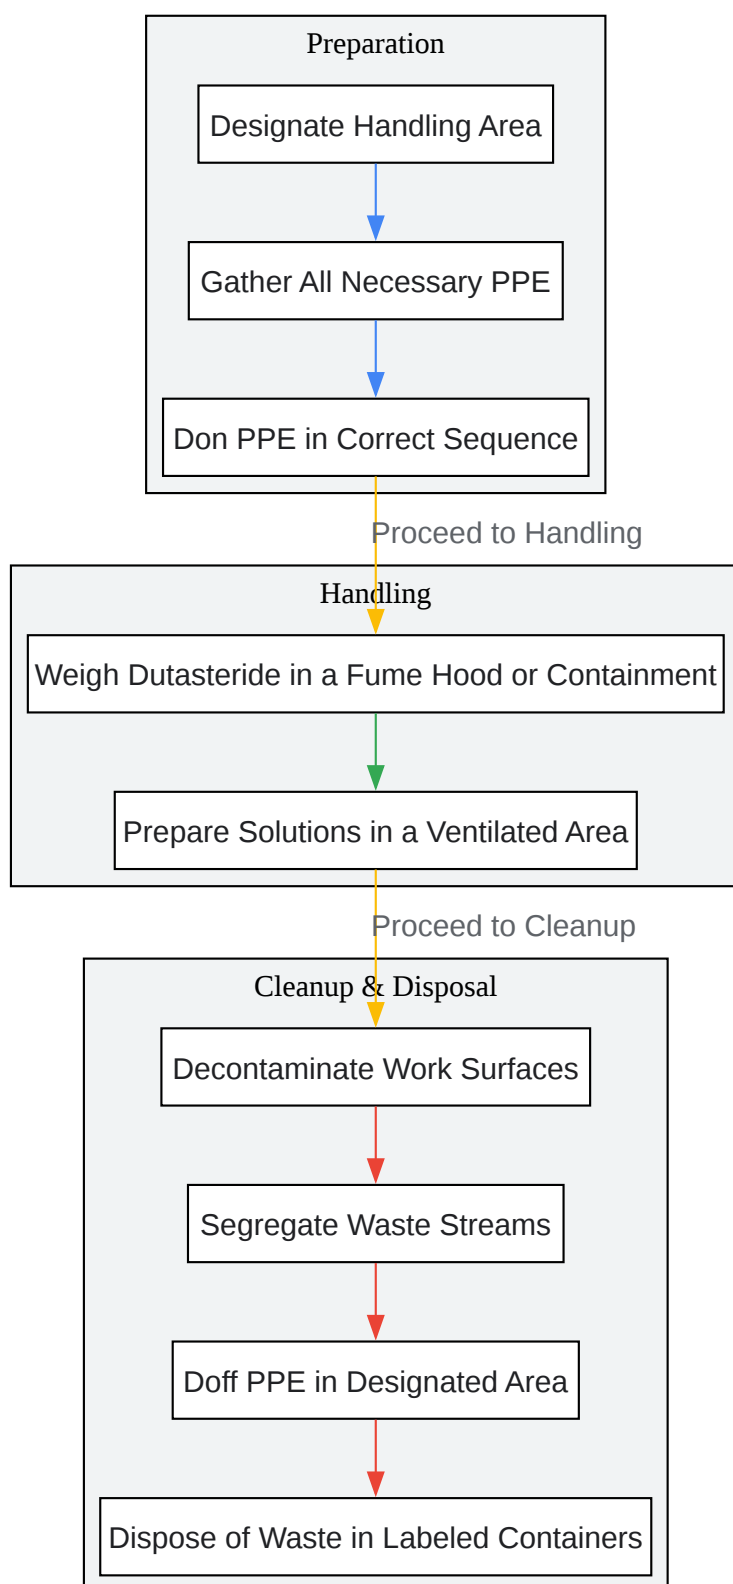 Preparation
Designate Handling Area
Gather All Necessary PPE
Don PPE in Correct Sequence
Proceed to Handling
Handling
Weigh Dutasteride in a Fume Hood or Containment
Prepare Solutions in a Ventilated Area
Proceed to Cleanup
Cleanup & Disposal
Decontaminate Work Surfaces
Segregate Waste Streams
Doff PPE in Designated Area
Dispose of Waste in Labeled Containers